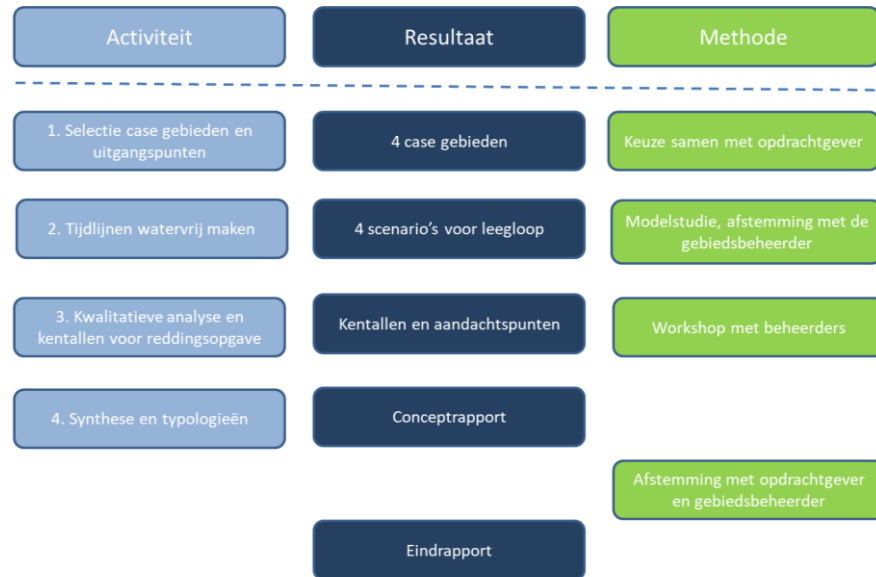 Activiteit
Resultaat
Methode
1. Selectie case gebieden en
uitgangspunten
4 case gebieden
Keuze samen met opdrachtgever
2. Tijdlijnen watervrij maken
4 scenario's voor leegloop
Modelstudie, afstemming met de
gebiedsbeheerder
3. Kwalitatieve analyse en
kentallen voor reddingsopgave
Kentallen en aandachtspunten
Workshop met beheerders
4. Synthese en typologieën
Conceptrapport
Afstemming met opdrachtgever
en gebiedsbeheerder
Eindrapport